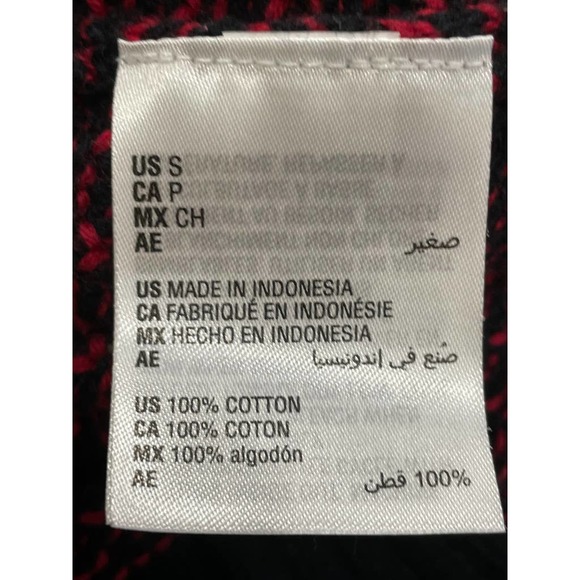 US S
CA P
MX CH
AE صغير
US MADE IN INDONESIA
CA FABRIQUÉ EN INDONÉSIE
MX HECHO EN INDONESIA
AE صُنع في إندونيسيا
US 100% COTTON
CA 100% COTON
MX 100% algodón
AE 100% قطن